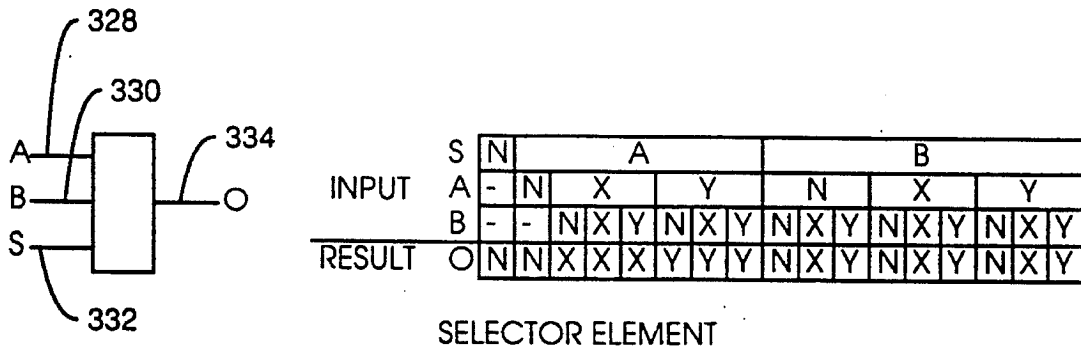 328
330
334
A
B
S
O
332
S N A B
INPUT A - N X Y N X Y
B - - N X Y N X Y N X Y N X Y N X Y
RESULT O N N X X X Y Y Y N X Y N X Y N X Y
SELECTOR ELEMENT